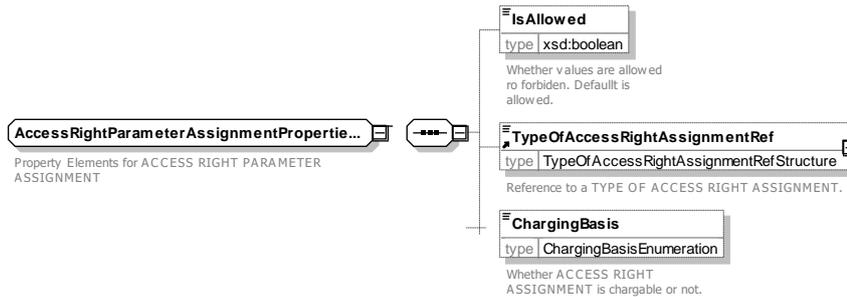 IsAllowed
type xsd:boolean
Whether values are allowed
ro forbiden. Defaullt is
allowed.
AccessRightParameterAssignmentPropertie...
Property Elements for ACCESS RIGHT PARAMETER
ASSIGNMENT
TypeOfAccessRightAssignmentRef
type TypeOfAccessRightAssignmentRefStructure
Reference to a TYPE OF ACCESS RIGHT ASSIGNMENT.
ChargingBasis
type ChargingBasisEnumeration
Whether ACCESS RIGHT
ASSIGNMENT is chargable or not.